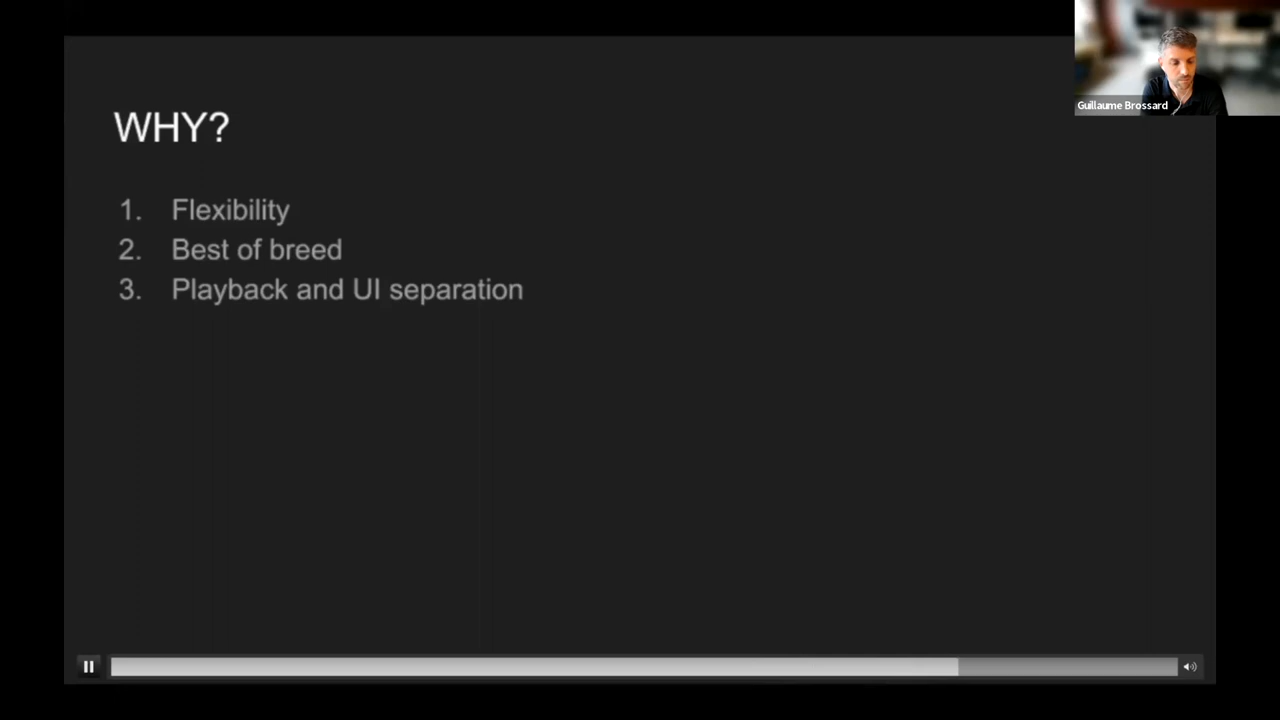 Guillaume Brossard
WHY?
1. Flexibility
2. Best of breed
3. Playback and UI separation